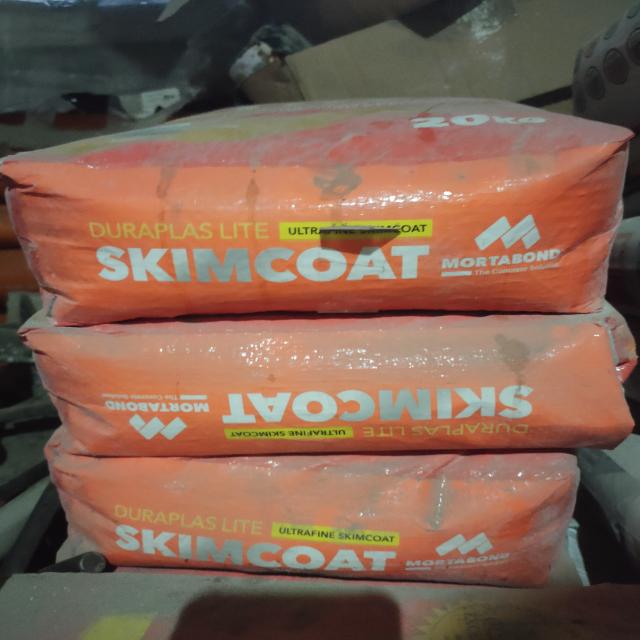 20KG
DURAPLAS LITE ULTRAFINE SKIMCOAT
SKIMCOAT
MORTABOND
The Concrete Solution
SKIMCOAT
MORTABOND
The Concrete Solution
DURAPLAS LITE ULTRAFINE SKIMCOAT
DURAPLAS LITE ULTRAFINE SKIMCOAT
SKIMCOAT
MORTABOND